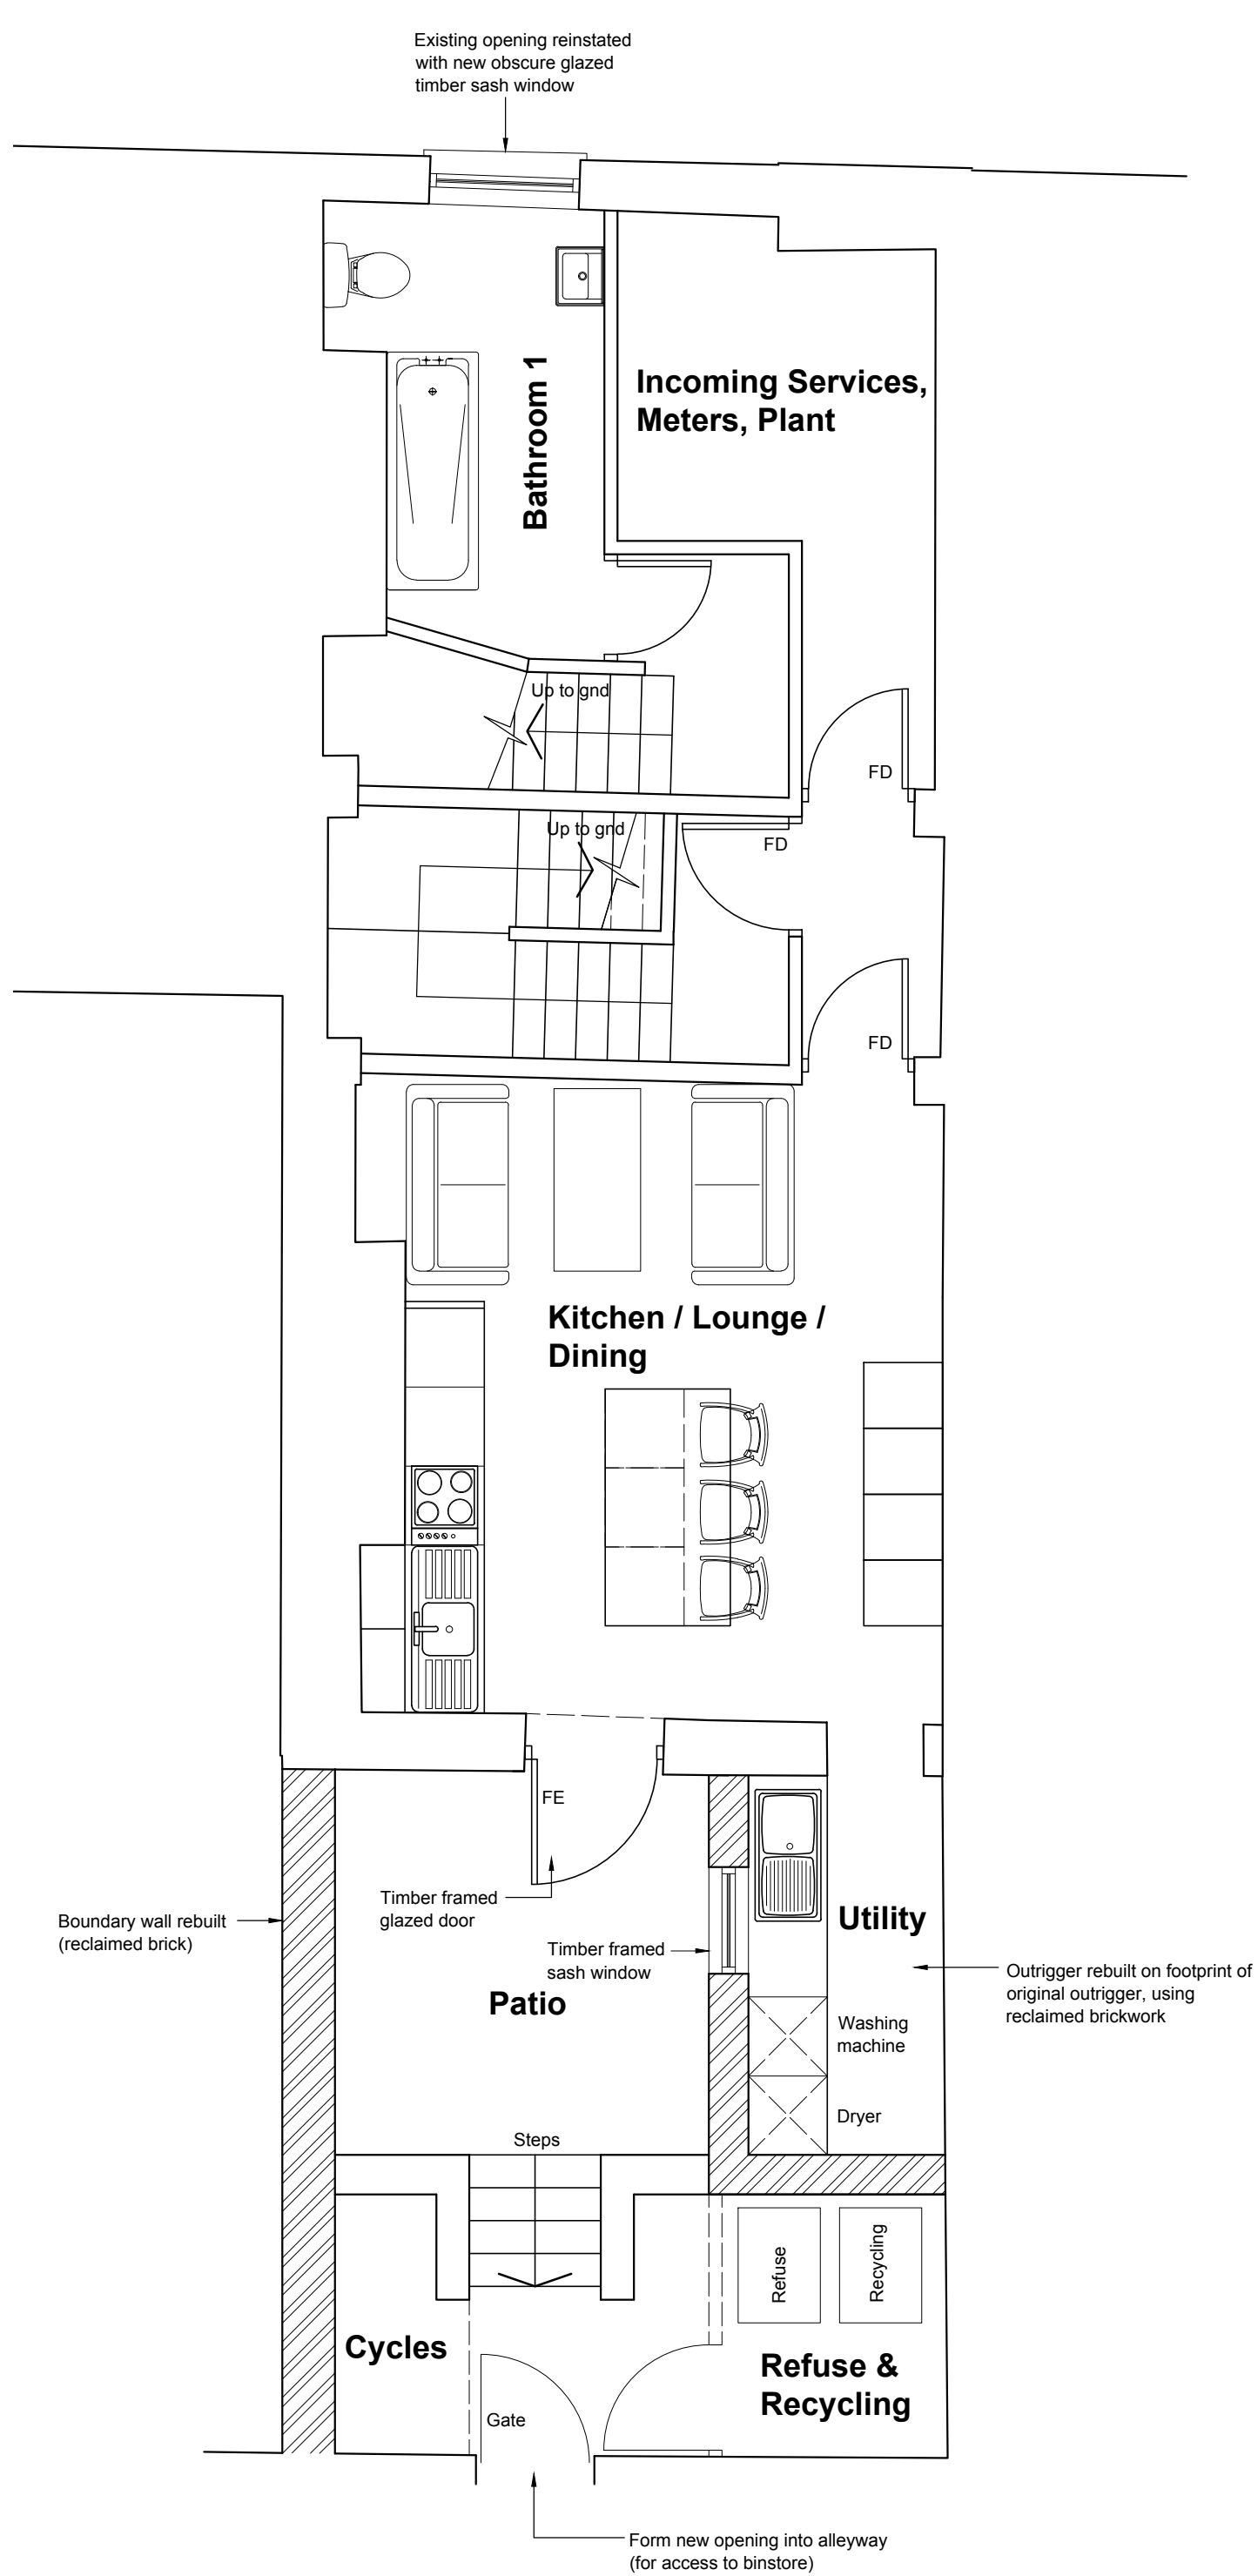 Existing opening reinstated
with new obscure glazed
timber sash window
Bathroom 1
Incoming Services,
Meters, Plant
Up to gnd
FD
Up to gnd
FD
FD
Kitchen / Lounge /
Dining
FE
Timber framed
glazed door
Boundary wall rebuilt
(reclaimed brick)
Utility
Timber framed
sash window
Patio
Outrigger rebuilt on footprint of
original outrigger, using
reclaimed brickwork
Washing
machine
Dryer
Steps
Refuse
Recycling
Cycles
Refuse &
Recycling
Gate
Form new opening into alleyway
(for access to binstore)